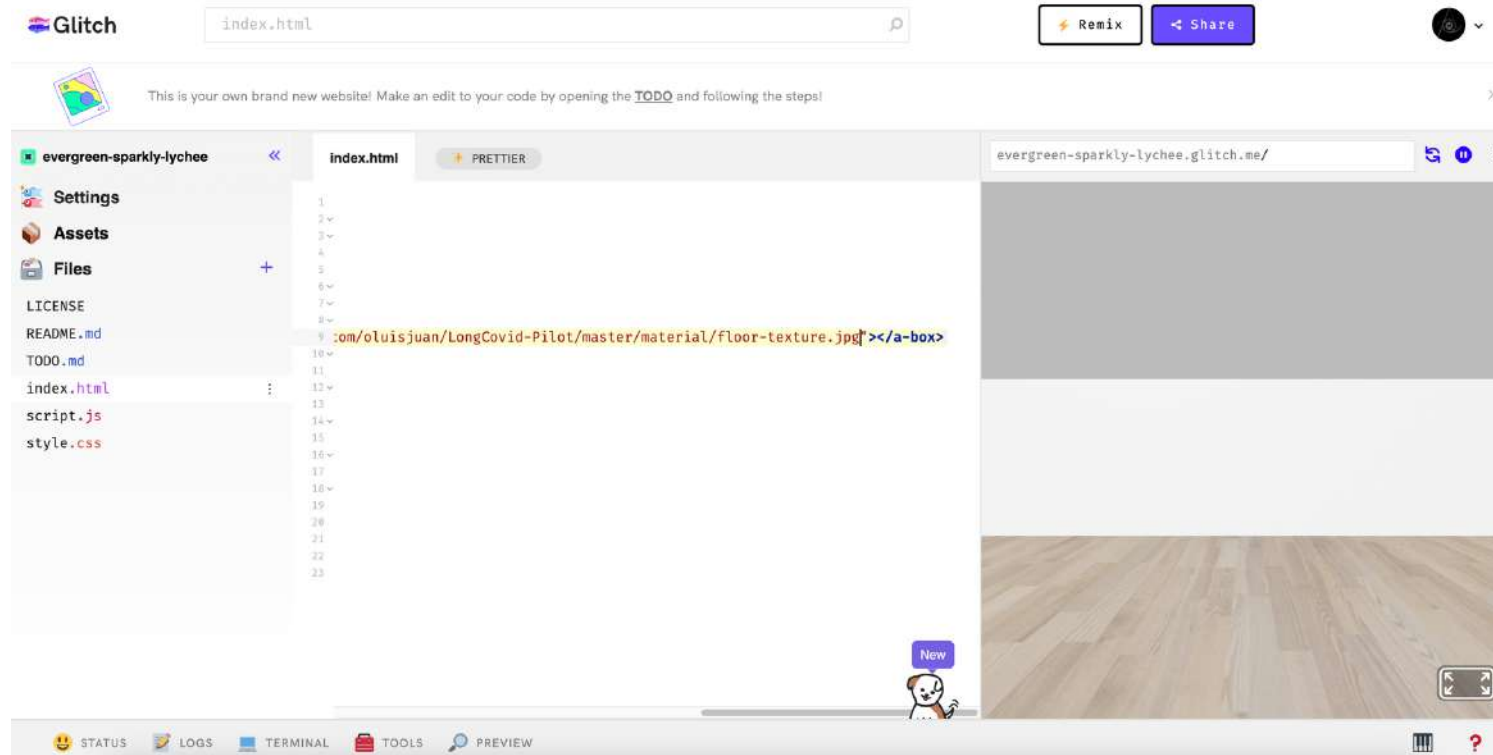 Glitch
index.html
Remix
Share
This is your own brand new website! Make an edit to your code by opening the TODO and following the steps!
evergreen-sparkly-lychee
index.html
PRETTIER
evergreen-sparkly-lychee.glitch.me/
Settings
Assets
Files
LICENSE
README.md
TODO.md
index.html
script.js
style.css
1
2
3
4
5
6
7
8
9 :om/oluisjuan/LongCovid-Pilot/master/material/floor-texture.jpg"></a-box>
10
11
12
13
14
15
16
17
18
19
20
21
22
23
New
STATUS
LOGS
TERMINAL
TOOLS
PREVIEW
?